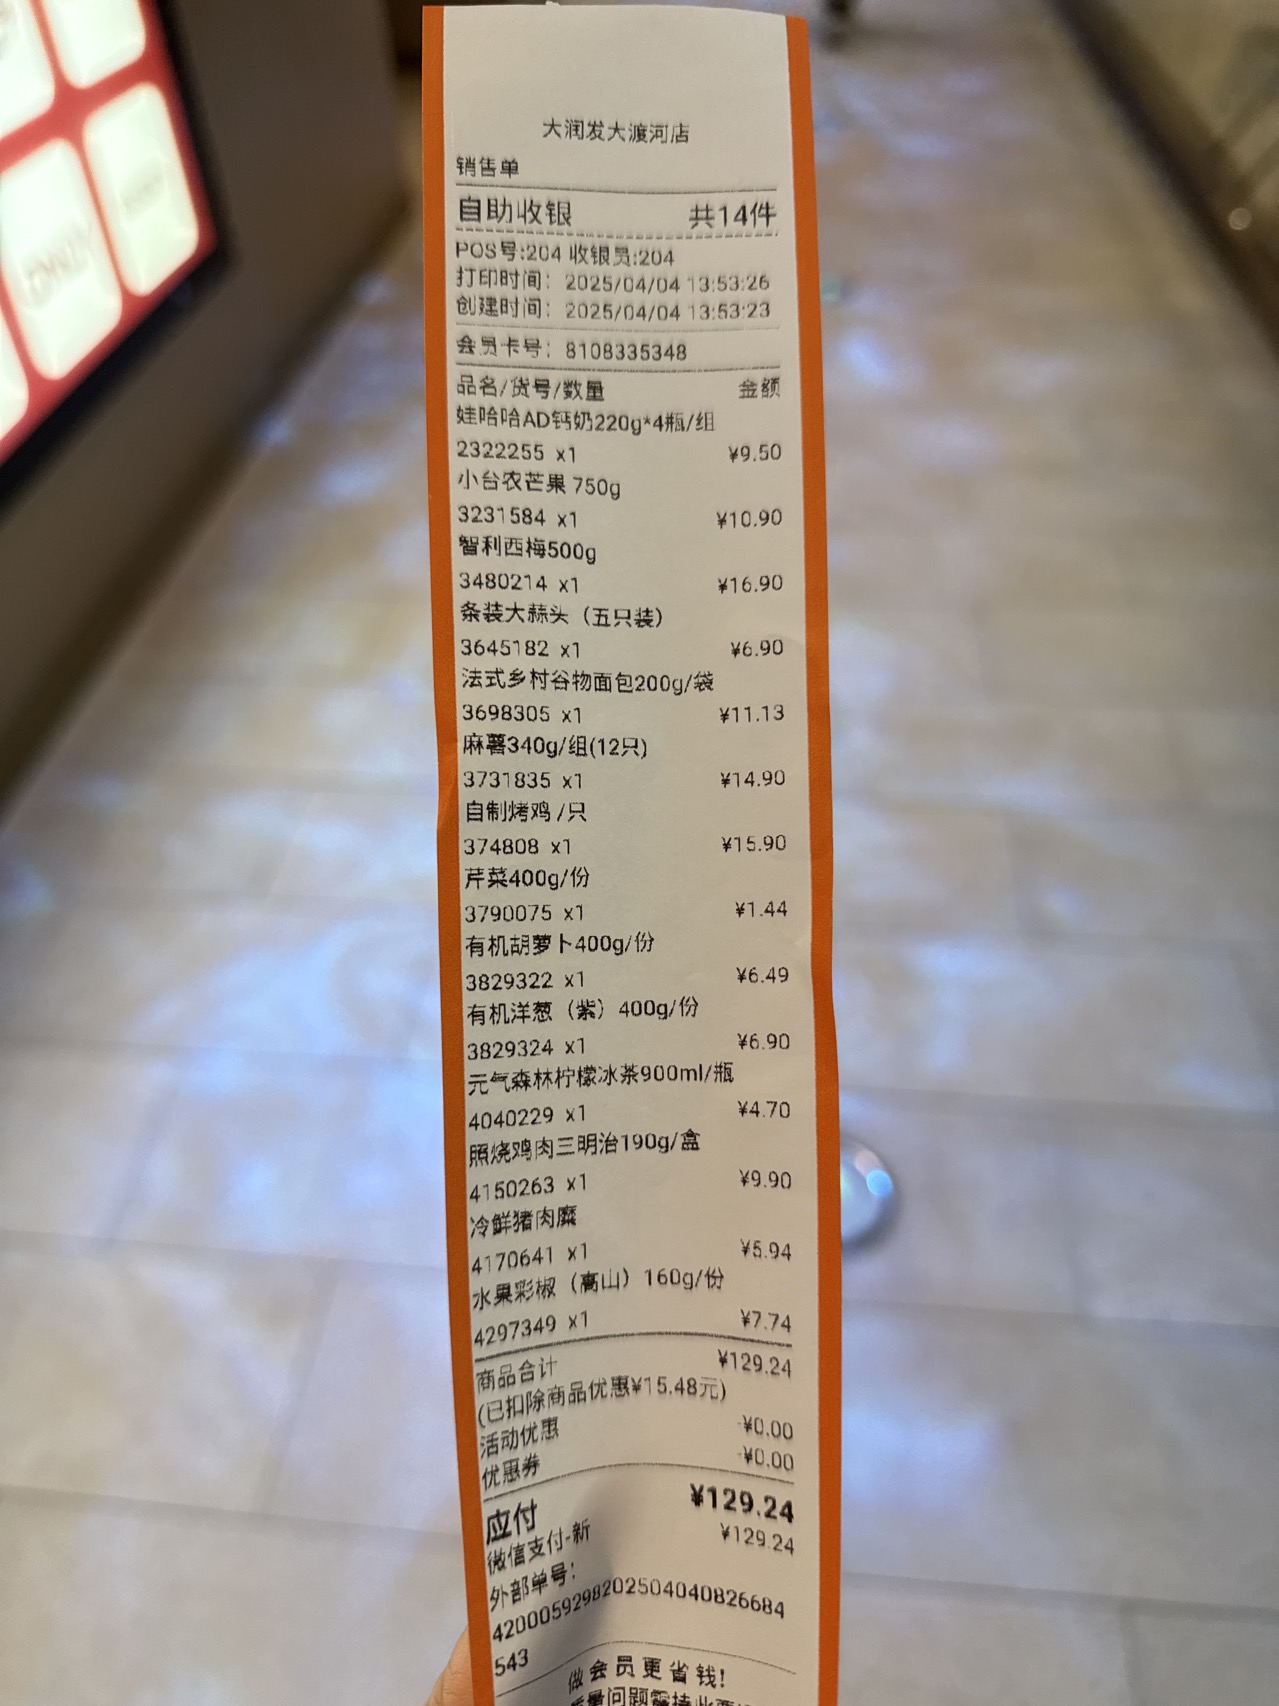 大润发大渡河店
销售单
自助收银 共14件
POS号:204 收银员:204
打印时间: 2025/04/04 13:53:26
创建时间: 2025/04/04 13:53:23
会员卡号: 8108335348
品名/货号/数量 金额
娃哈哈AD钙奶220g*4瓶/组
2322255 x1 ¥9.50
小台农芒果 750g
3231584 x1 ¥10.90
智利西梅500g
3480214 x1 ¥16.90
条装大蒜头（五只装）
3645182 x1 ¥6.90
法式乡村谷物面包200g/袋
3698305 x1 ¥11.13
麻薯340g/组(12只)
3731835 x1 ¥14.90
自制烤鸡/只
374808 x1 ¥15.90
芹菜400g/份
3790075 x1 ¥1.44
有机胡萝卜400g/份
3829322 x1 ¥6.49
有机洋葱（紫）400g/份
3829324 x1 ¥6.90
元气森林柠檬冰茶900ml/瓶
4040229 x1 ¥4.70
照烧鸡肉三明治190g/盒
4150263 x1 ¥9.90
冷鲜猪肉糜
4170641 x1 ¥5.94
水果彩椒（高山）160g/份
4297349 x1 ¥7.74
商品合计 ¥129.24
(已扣除商品优惠¥15.48元)
活动优惠 -¥0.00
优惠券 -¥0.00
应付 ¥129.24
微信支付-新 ¥129.24
外部单号:
4200059298202504040826684
543
做会员更省钱!
质量问题需持此票